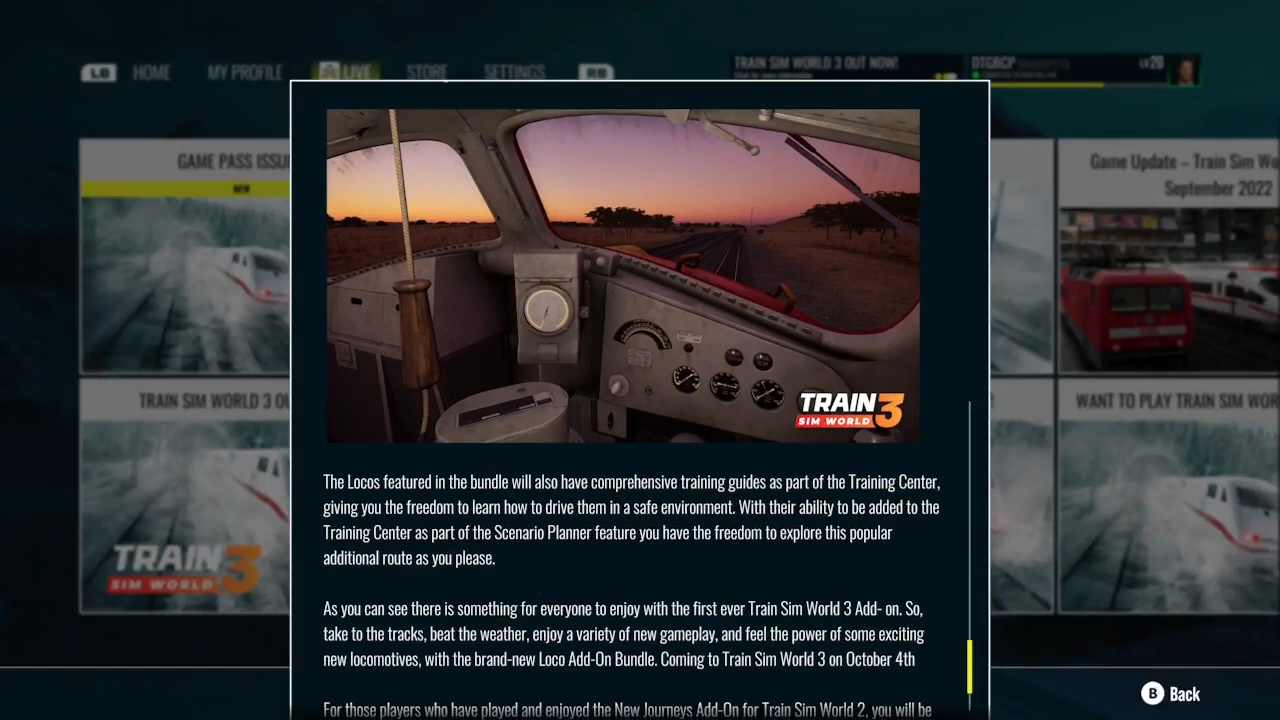 LB HOME MY PROFILE LIVE STORE SETTINGS RB
TRAIN SIM WORLD 3 OUT NOW!
LV 20
GAME PASS ISSU
NEW
Game Update – Train Sim Wo
September 2022
TRAIN
SIM WORLD 3
The Locos featured in the bundle will also have comprehensive training guides as part of the Training Center,
giving you the freedom to learn how to drive them in a safe environment. With their ability to be added to the
Training Center as part of the Scenario Planner feature you have the freedom to explore this popular
additional route as you please.
As you can see there is something for everyone to enjoy with the first ever Train Sim World 3 Add- on. So,
take to the tracks, beat the weather, enjoy a variety of new gameplay, and feel the power of some exciting
new locomotives, with the brand-new Loco Add-On Bundle. Coming to Train Sim World 3 on October 4th
For those players who have played and enjoyed the New Journeys Add-On for Train Sim World 2, you will be
TRAIN SIM WORLD 3 OU
TRAIN
SIM WORLD 3
WANT TO PLAY TRAIN SIM WOR
B Back